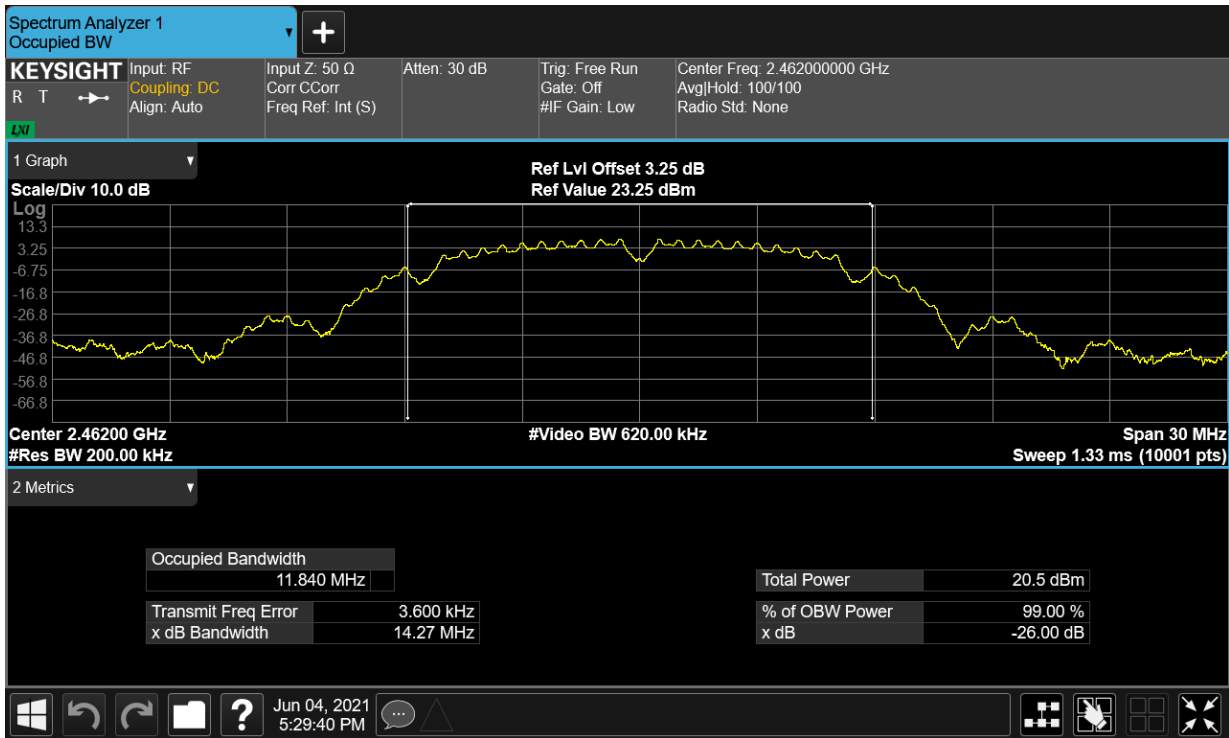 Spectrum Analyzer 1
Occupied BW
KEYSIGHT
R T
LXI
Input: RF
Coupling: DC
Align: Auto
Input Z: 50 Ω
Corr CCorr
Freq Ref: Int (S)
Atten: 30 dB
Trig: Free Run
Gate: Off
#IF Gain: Low
Center Freq: 2.462000000 GHz
Avg|Hold: 100/100
Radio Std: None
1 Graph
Scale/Div 10.0 dB
Ref Lvl Offset 3.25 dB
Ref Value 23.25 dBm
Log
13.3
3.25
-6.75
-16.8
-26.8
-36.8
-46.8
-56.8
-66.8
Center 2.46200 GHz
#Video BW 620.00 kHz
Span 30 MHz
#Res BW 200.00 kHz
Sweep 1.33 ms (10001 pts)
2 Metrics
Occupied Bandwidth
11.840 MHz
Total Power 20.5 dBm
Transmit Freq Error 3.600 kHz
% of OBW Power 99.00 %
x dB Bandwidth 14.27 MHz
x dB -26.00 dB
?
Jun 04, 2021
5:29:40 PM